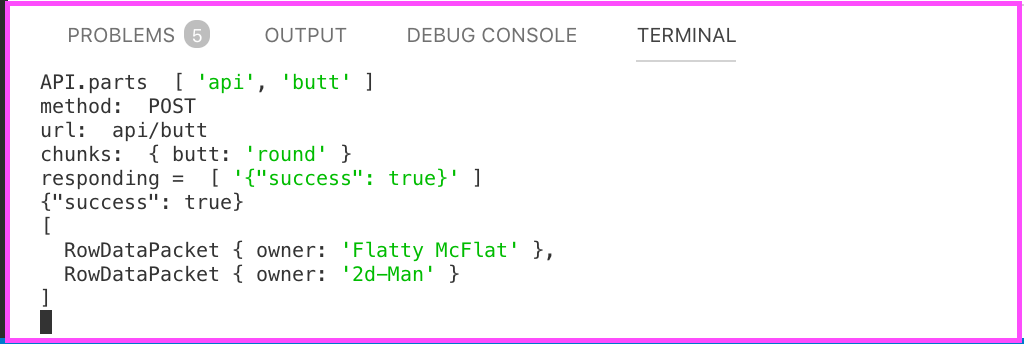 PROBLEMS 5 OUTPUT DEBUG CONSOLE TERMINAL
API.parts  [ 'api', 'butt' ]
method:  POST
url:  api/butt
chunks:  { butt: 'round' }
responding =  [ '{"success": true}' ]
{"success": true}
[
  RowDataPacket { owner: 'Flatty McFlat' },
  RowDataPacket { owner: '2d-Man' }
]